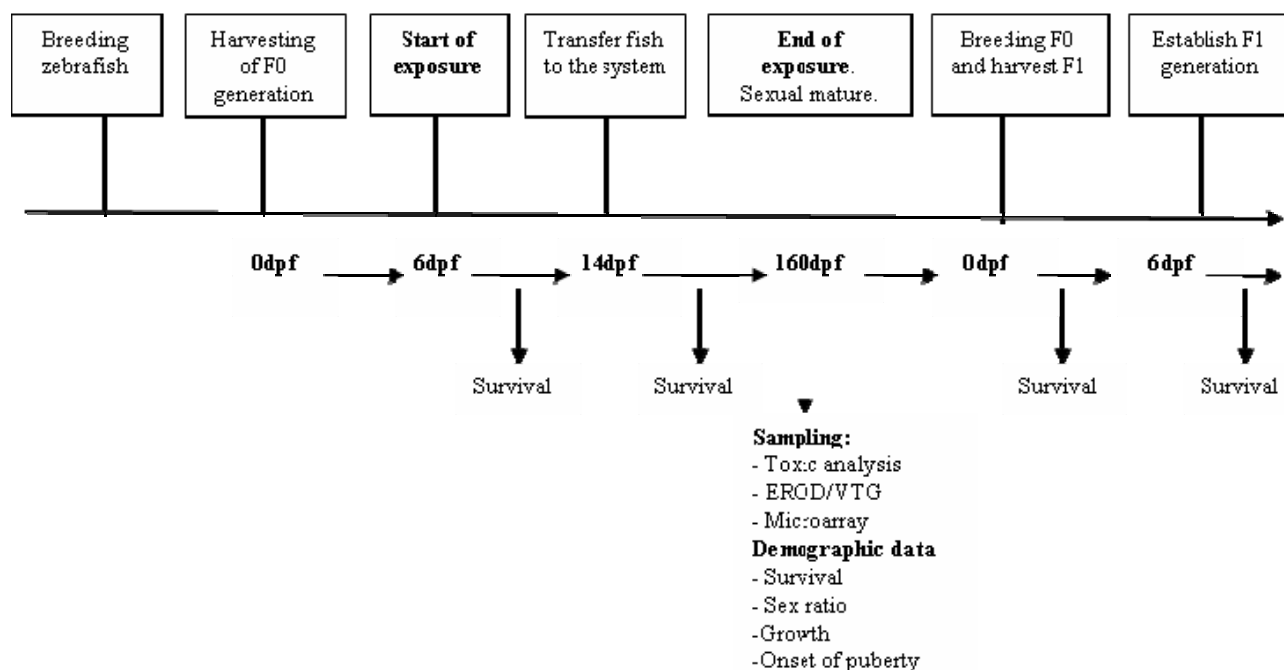 Breeding
zebrafish
Harvesting
of F0
generation
Start of
exposure
Transfer fish
to the system
End of
exposure.
Sexual mature.
Breeding F0
and harvest F1
Establish F1
generation
0dpf
6dpf
14dpf
160dpf
0dpf
6dpf
Survival
Survival
Survival
Survival
Sampling:
- Toxic analysis
- EROD/VTG
- Microarray
Demographic data
- Survival
- Sex ratio
-Growth
-Onset of puberty